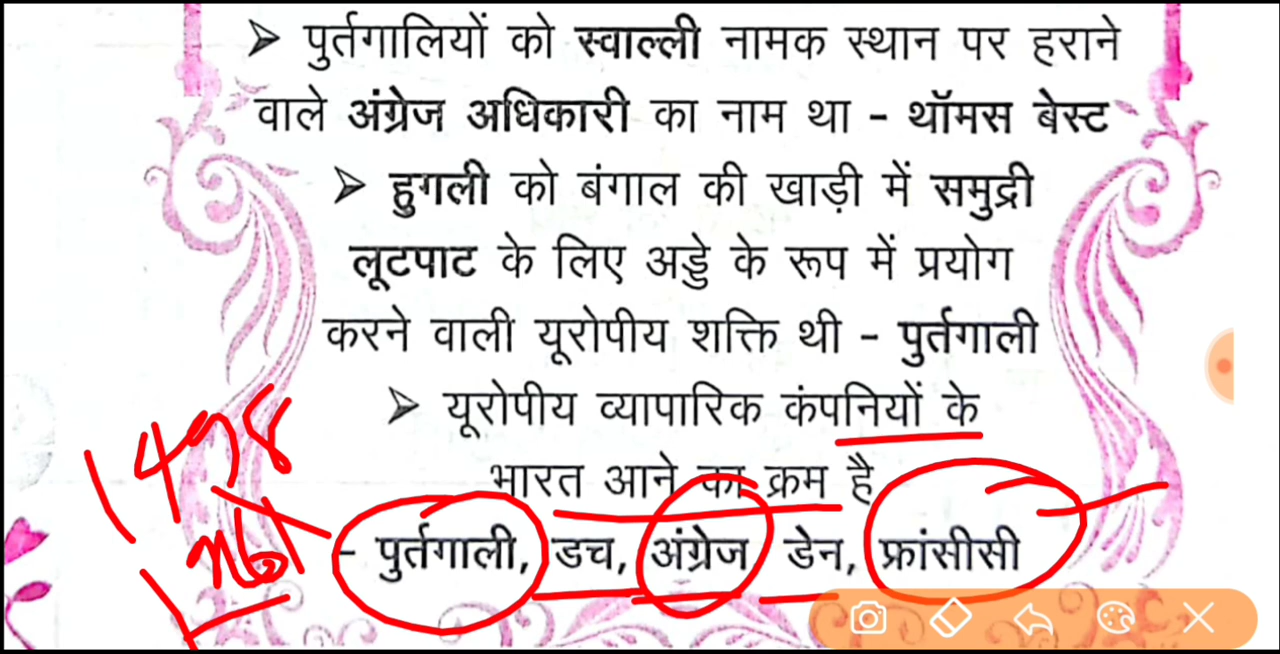 ➢ पुर्तगालियों को स्वाल्ली नामक स्थान पर हराने
वाले अंग्रेज अधिकारी का नाम था - थॉमस बेस्ट
➢ हुगली को बंगाल की खाड़ी में समुद्री
लूटपाट के लिए अड्डे के रूप में प्रयोग
करने वाली यूरोपीय शक्ति थी - पुर्तगाली
➢ यूरोपीय व्यापारिक कंपनियों के
भारत आने का क्रम है
1498
- पुर्तगाली, डच, अंग्रेज डेन, फ्रांसीसी